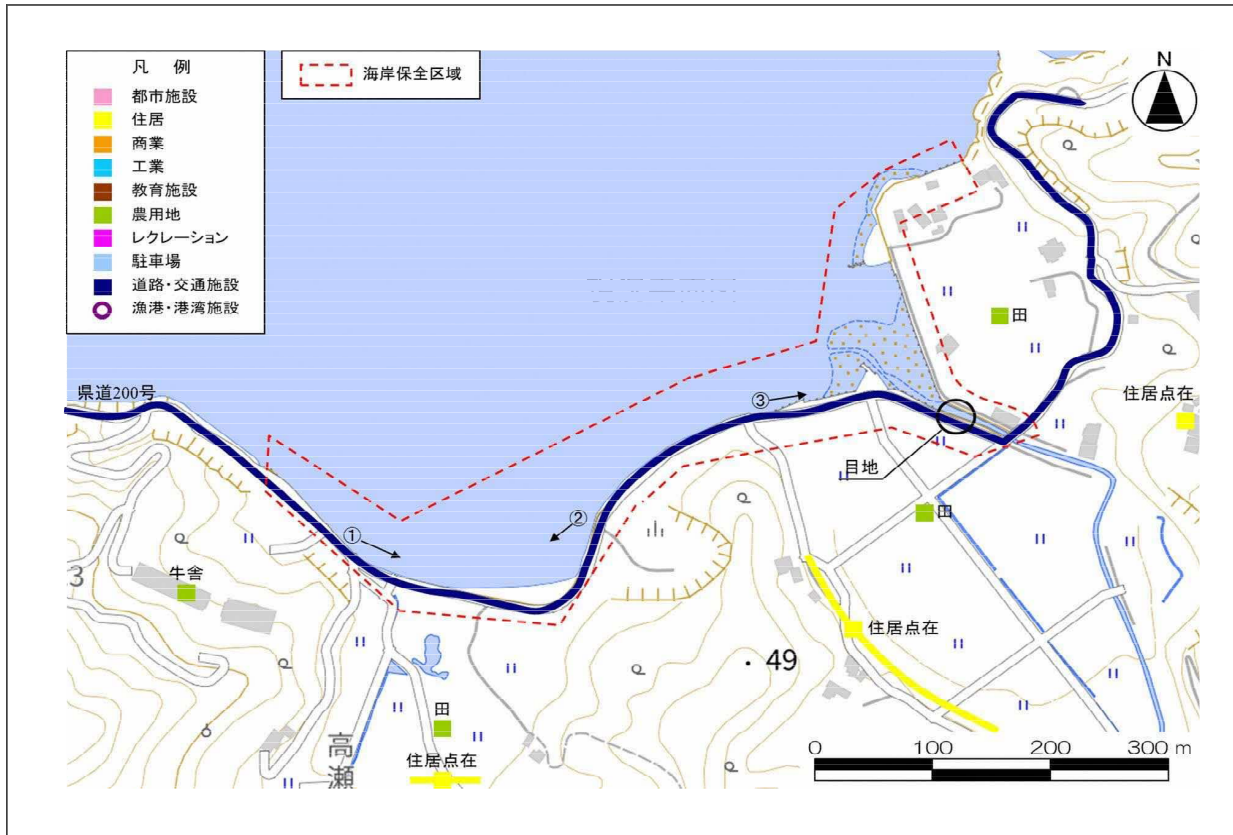 凡 例
都市施設
住居
商業
工業
教育施設
農用地
レクレーション
駐車場
道路・交通施設
漁港・港湾施設
海岸保全区域
N
田
県道200号
③
住居点在
目地
②
①
田
牛舎
3
住居点在
・49
田
高瀬
住居点在
0 100 200 300 m